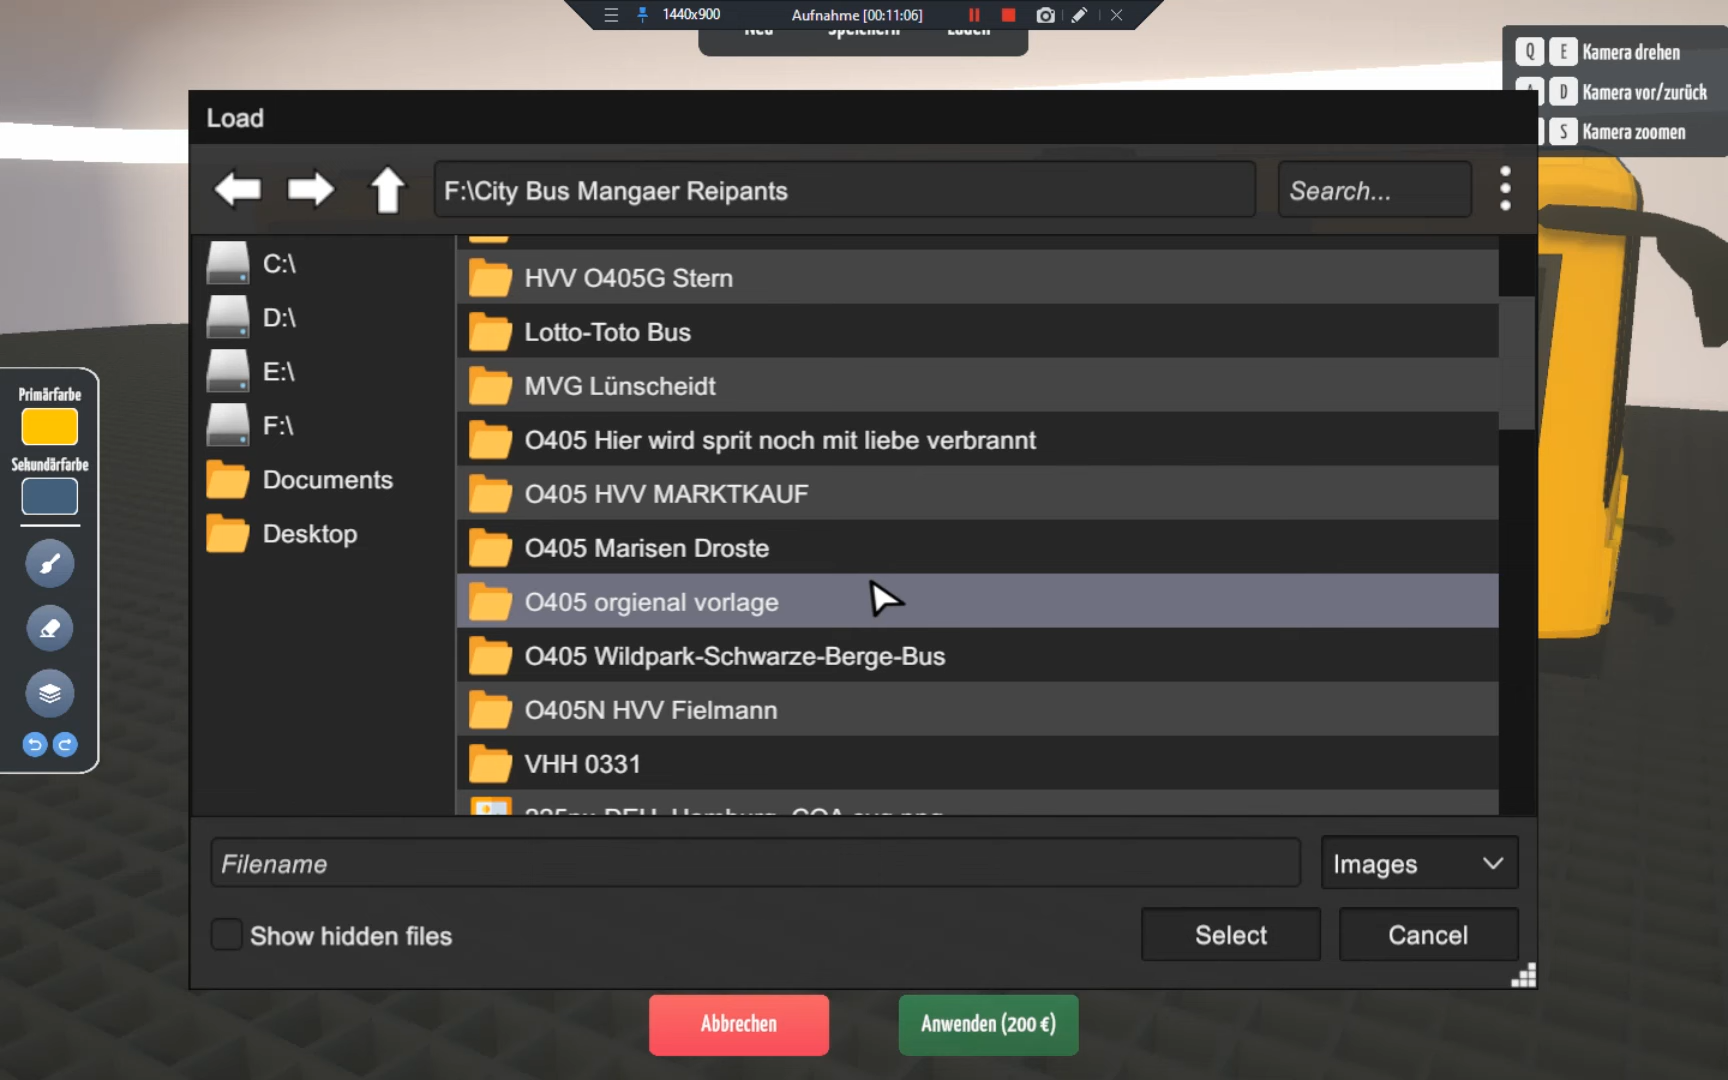 1440x900
Aufnahme [00:11:06]
Neu
Speichern
Laden
Q
E
Kamera drehen
A
D
Kamera vor/zurück
S
Kamera zoomen
Load
F:\City Bus Mangaer Reipants
Search...
C:\
D:\
E:\
F:\
Documents
Desktop
HVV O405G Stern
Lotto-Toto Bus
MVG Lünscheidt
O405 Hier wird sprit noch mit liebe verbrannt
O405 HVV MARKTKAUF
O405 Marisen Droste
O405 orgienal vorlage
O405 Wildpark-Schwarze-Berge-Bus
O405N HVV Fielmann
VHH 0331
Primärfarbe
Sekundärfarbe
Filename
Images
Show hidden files
Select
Cancel
Abbrechen
Anwenden (200 €)